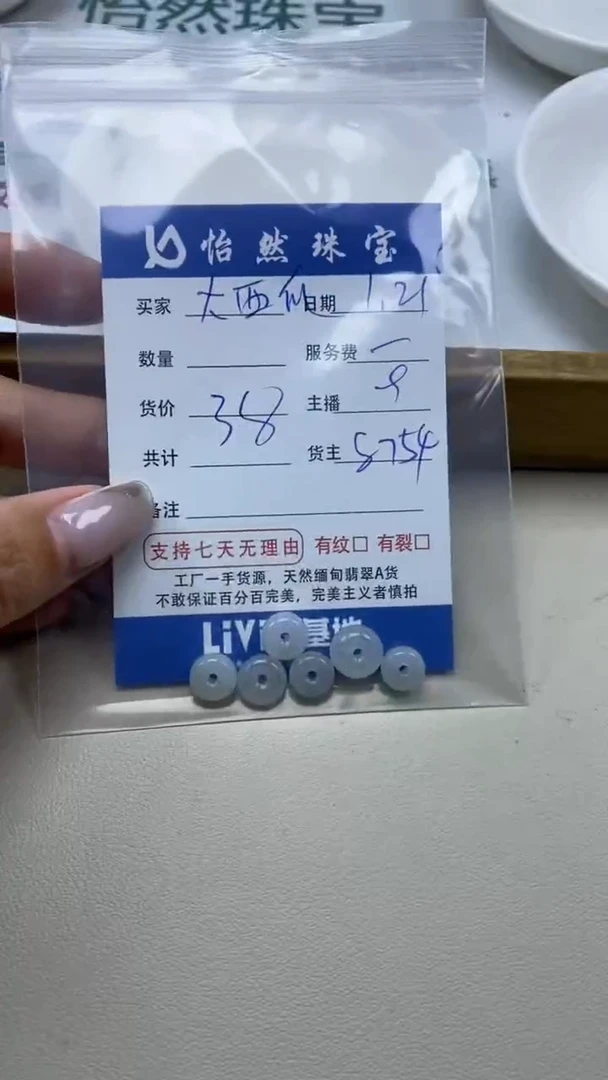 怡然珠宝
怡然珠宝
买家 大西仙 日期 1.21
数量 服务费 一
货价 38 主播 9
共计 货主 8754
备注
支持七天无理由 有纹□ 有裂□
工厂一手货源，天然缅甸翡翠A货
不敢保证百分百完美，完美主义者慎拍
基地